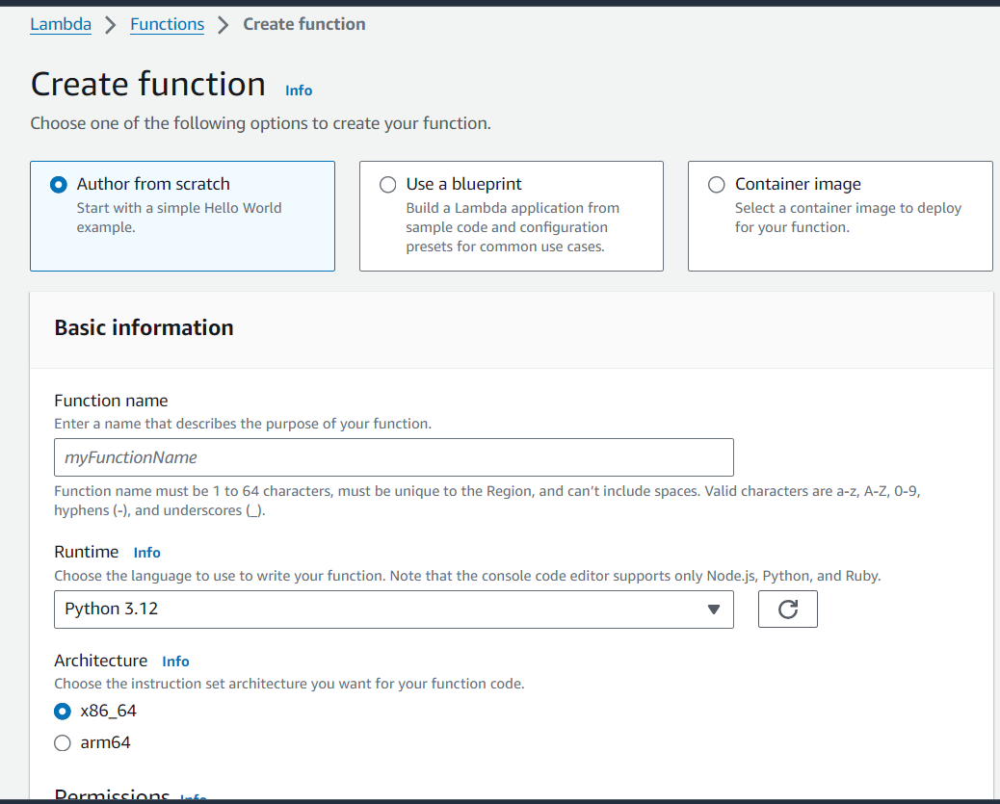 Lambda > Functions > Create function
Create function Info
Choose one of the following options to create your function.
Author from scratch
Start with a simple Hello World
example.
Use a blueprint
Build a Lambda application from
sample code and configuration
presets for common use cases.
Container image
Select a container image to deploy
for your function.
Basic information
Function name
Enter a name that describes the purpose of your function.
myFunctionName
Function name must be 1 to 64 characters, must be unique to the Region, and can’t include spaces. Valid characters are a-z, A-Z, 0-9,
hyphens (-), and underscores (_).
Runtime Info
Choose the language to use to write your function. Note that the console code editor supports only Node.js, Python, and Ruby.
Python 3.12
Architecture Info
Choose the instruction set architecture you want for your function code.
x86_64
arm64
Permissions Info